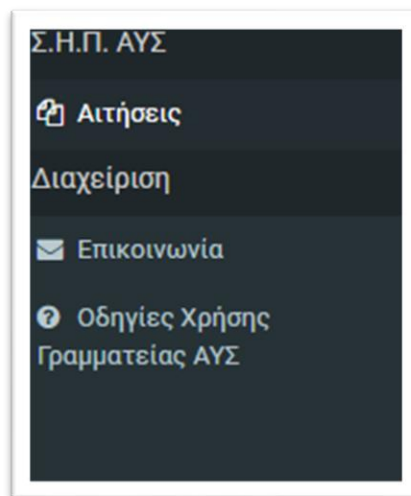 Σ.Η.Π. ΑΥΣ
Αιτήσεις
Διαχείριση
Επικοινωνία
Οδηγίες Χρήσης
Γραμματείας ΑΥΣ